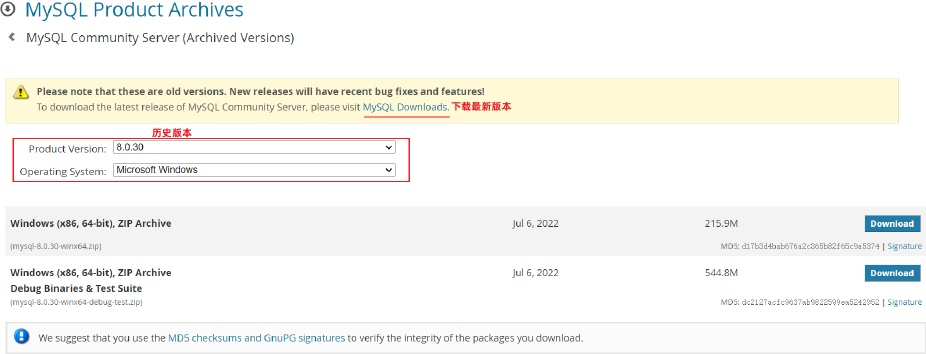 MySQL Product Archives
MySQL Community Server (Archived Versions)
Please note that these are old versions. New releases will have recent bug fixes and features!
To download the latest release of MySQL Community Server, please visit MySQL Downloads. 下载最新版本
历史版本
Product Version: 8.0.30
Operating System: Microsoft Windows
Windows (x86, 64-bit), ZIP Archive Jul 6, 2022 215.9M Download
(mysql-8.0.30-winx64.zip) MD5: d17b3d4bab676a2c365b82f65c9a5374 | Signature
Windows (x86, 64-bit), ZIP Archive Jul 6, 2022 544.8M Download
Debug Binaries & Test Suite
(mysql-8.0.30-winx64-debug-test.zip) MD5: dc2127acfc9637ab9822599ea5242952 | Signature
We suggest that you use the MD5 checksums and GnuPG signatures to verify the integrity of the packages you download.